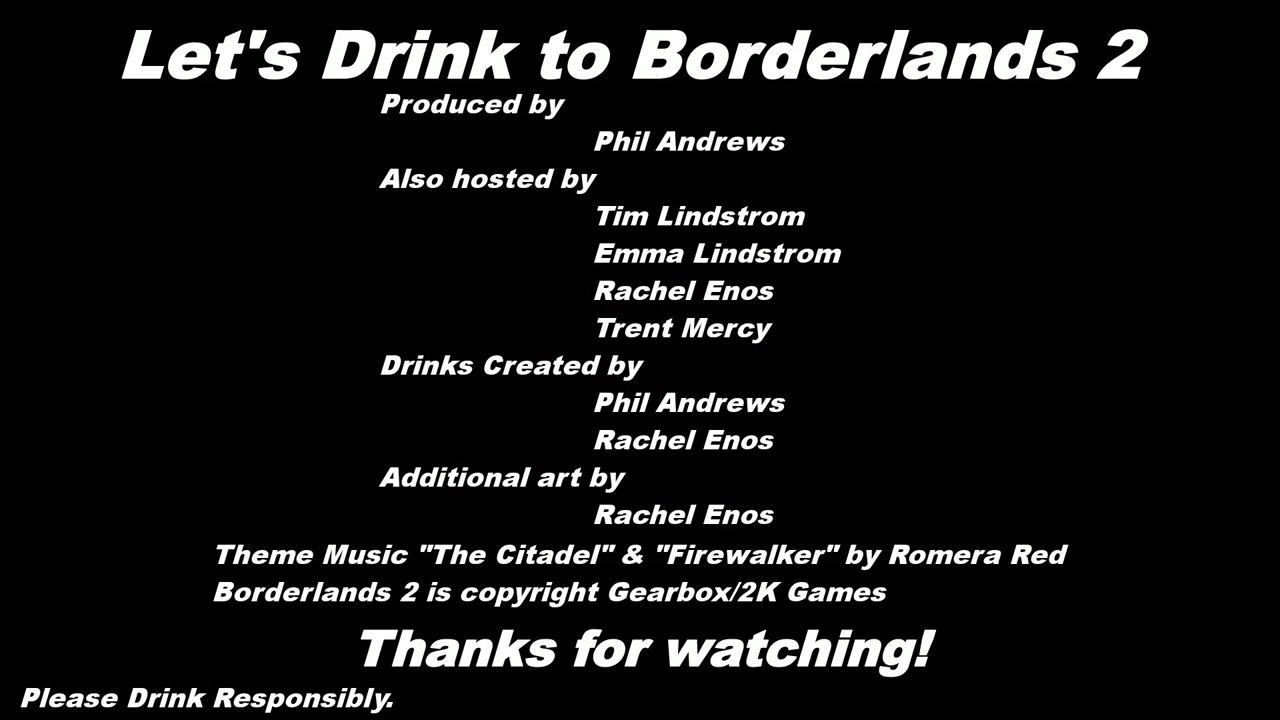 Let's Drink to Borderlands 2
Produced by
Phil Andrews
Also hosted by
Tim Lindstrom
Emma Lindstrom
Rachel Enos
Trent Mercy
Drinks Created by
Phil Andrews
Rachel Enos
Additional art by
Rachel Enos
Theme Music "The Citadel" & "Firewalker" by Romera Red
Borderlands 2 is copyright Gearbox/2K Games
Thanks for watching!
Please Drink Responsibly.